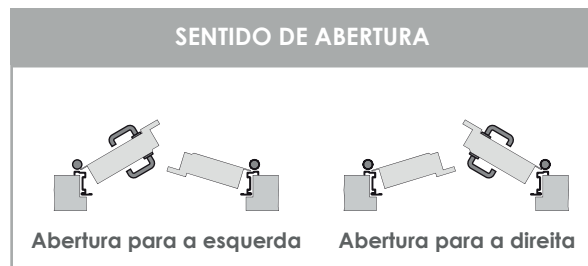 SENTIDO DE ABERTURA
Abertura para a esquerda
Abertura para a direita